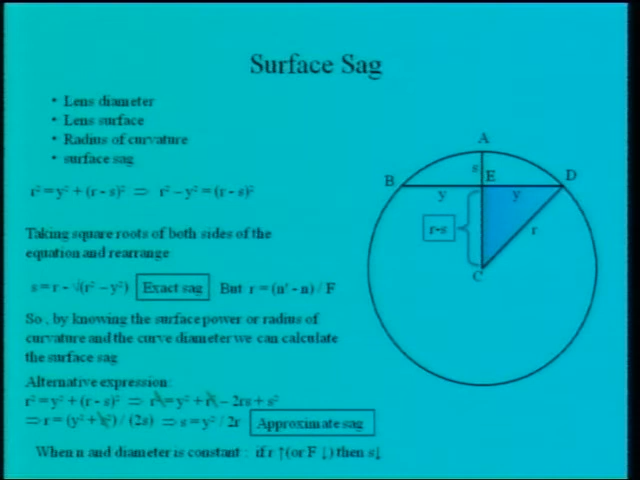 Surface Sag
• Lens diameter
• Lens surface
• Radius of curvature
• surface sag
r² = y² + (r - s)² ⇒ r² – y² = (r - s)²
Taking square roots of both sides of the
equation and rearrange
s = r - √(r² – y²) Exact sag But r = (n' - n) / F
So , by knowing the surface power or radius of
curvature and the curve diameter we can calculate
the surface sag
Alternative expression:
r² = y² + (r - s)² ⇒ r² = y² + r² – 2rs + s²
⇒ r = (y² + s²) / (2s) ⇒ s = y² / 2r Approximate sag
When n and diameter is constant : if r ↑ (or F ↓) then s↓
A
s
B
E
D
y
y
r-s
r
C